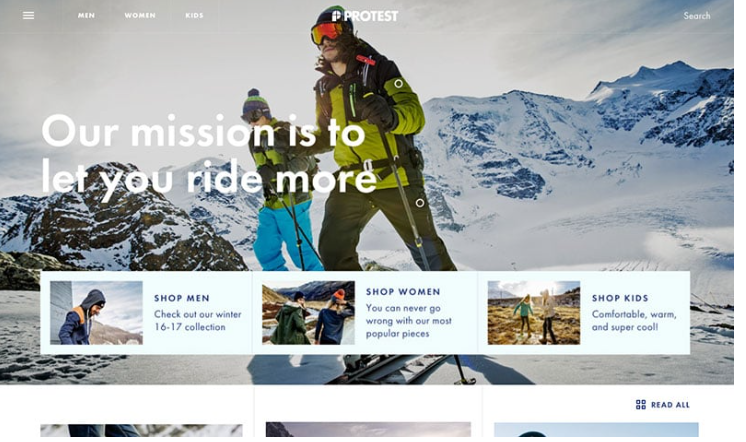 MEN WOMEN KIDS PROTEST Search
Our mission is to
let you ride more
SHOP MEN
Check out our winter
16-17 collection
SHOP WOMEN
You can never go
wrong with our most
popular pieces
SHOP KIDS
Comfortable, warm,
and super cool!
READ ALL